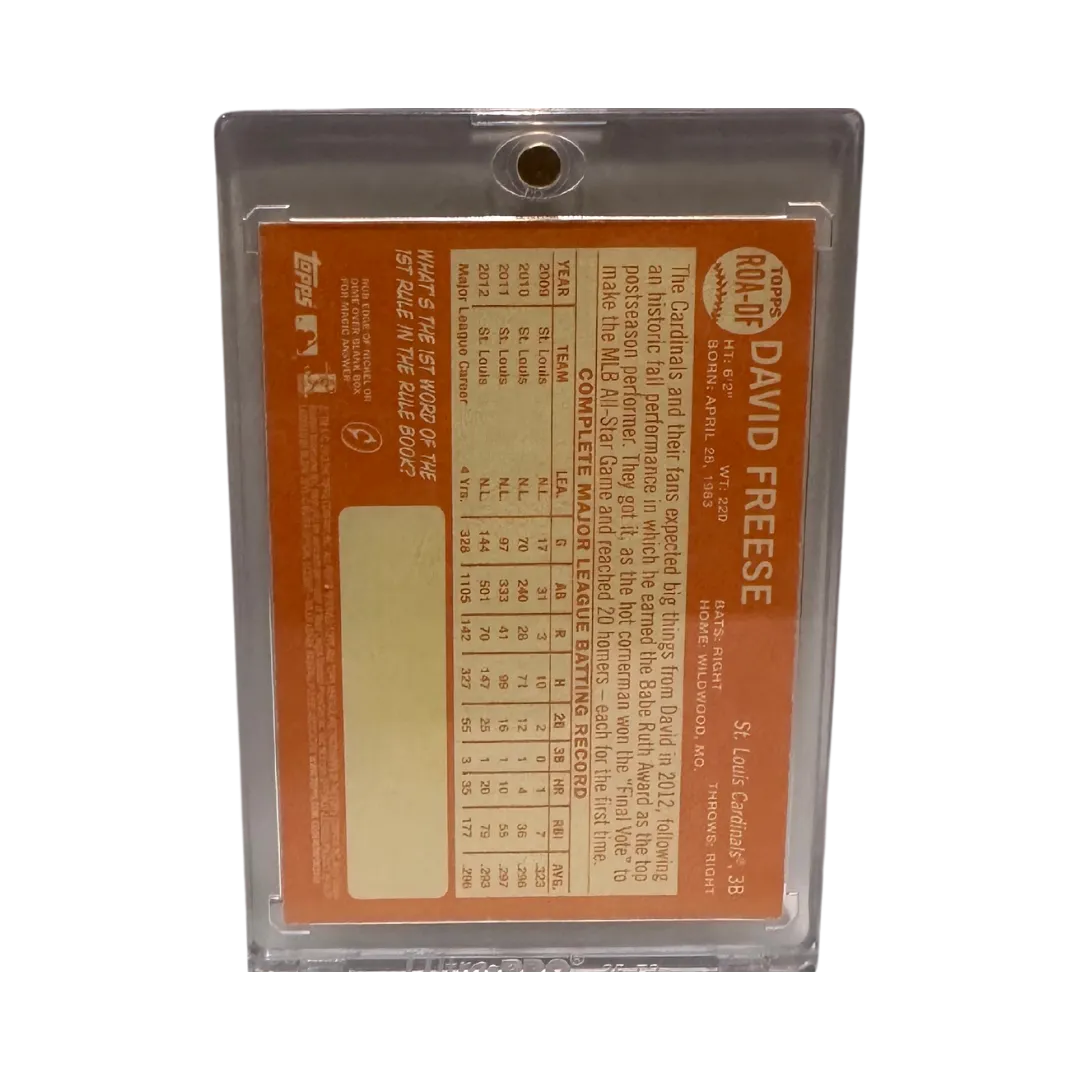 TOPPS
ROA-DF
DAVID FREESE
St. Louis Cardinals®, 3B
HT: 6'2" WT: 220 BATS: RIGHT THROWS: RIGHT
BORN: APRIL 28, 1983 HOME: WILDWOOD, MO.
The Cardinals and their fans expected big things from David in 2012, following
an historic fall performance in which he earned the Babe Ruth Award as the top
postseason performer. They got it, as the hot cornerman won the "Final Vote" to
make the MLB All-Star Game and reached 20 homers – each for the first time.
COMPLETE MAJOR LEAGUE BATTING RECORD
YEAR TEAM LEA. G AB R H 2B 3B HR RBI AVG.
2009 St. Louis N.L. 17 31 3 10 2 0 1 7 .323
2010 St. Louis N.L. 70 240 28 71 12 1 4 36 .296
2011 St. Louis N.L. 97 333 41 99 16 1 10 55 .297
2012 St. Louis N.L. 144 501 70 147 25 1 20 79 .293
Major League Career 4 Yrs. 328 1105 142 327 55 3 35 177 .296
WHAT'S THE 1ST WORD OF THE
1ST RULE IN THE RULE BOOK?
RUB EDGE OF NICKEL OR
DIME OVER BLANK BOX
FOR MAGIC ANSWER
topps